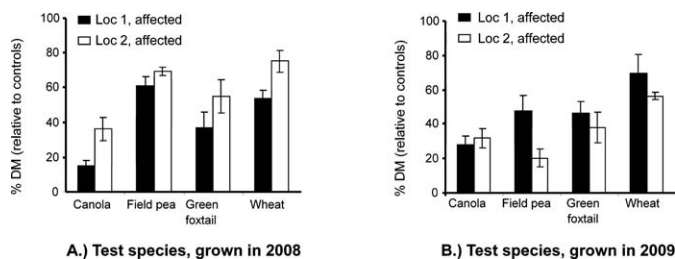 Loc 1, affected
Loc 2, affected
% DM (relative to controls)
100
80
60
40
20
0
Canola Field pea Green foxtail Wheat
A.) Test species, grown in 2008
Loc 1, affected
Loc 2, affected
% DM (relative to controls)
100
80
60
40
20
0
Canola Field pea Green foxtail Wheat
B.) Test species, grown in 2009